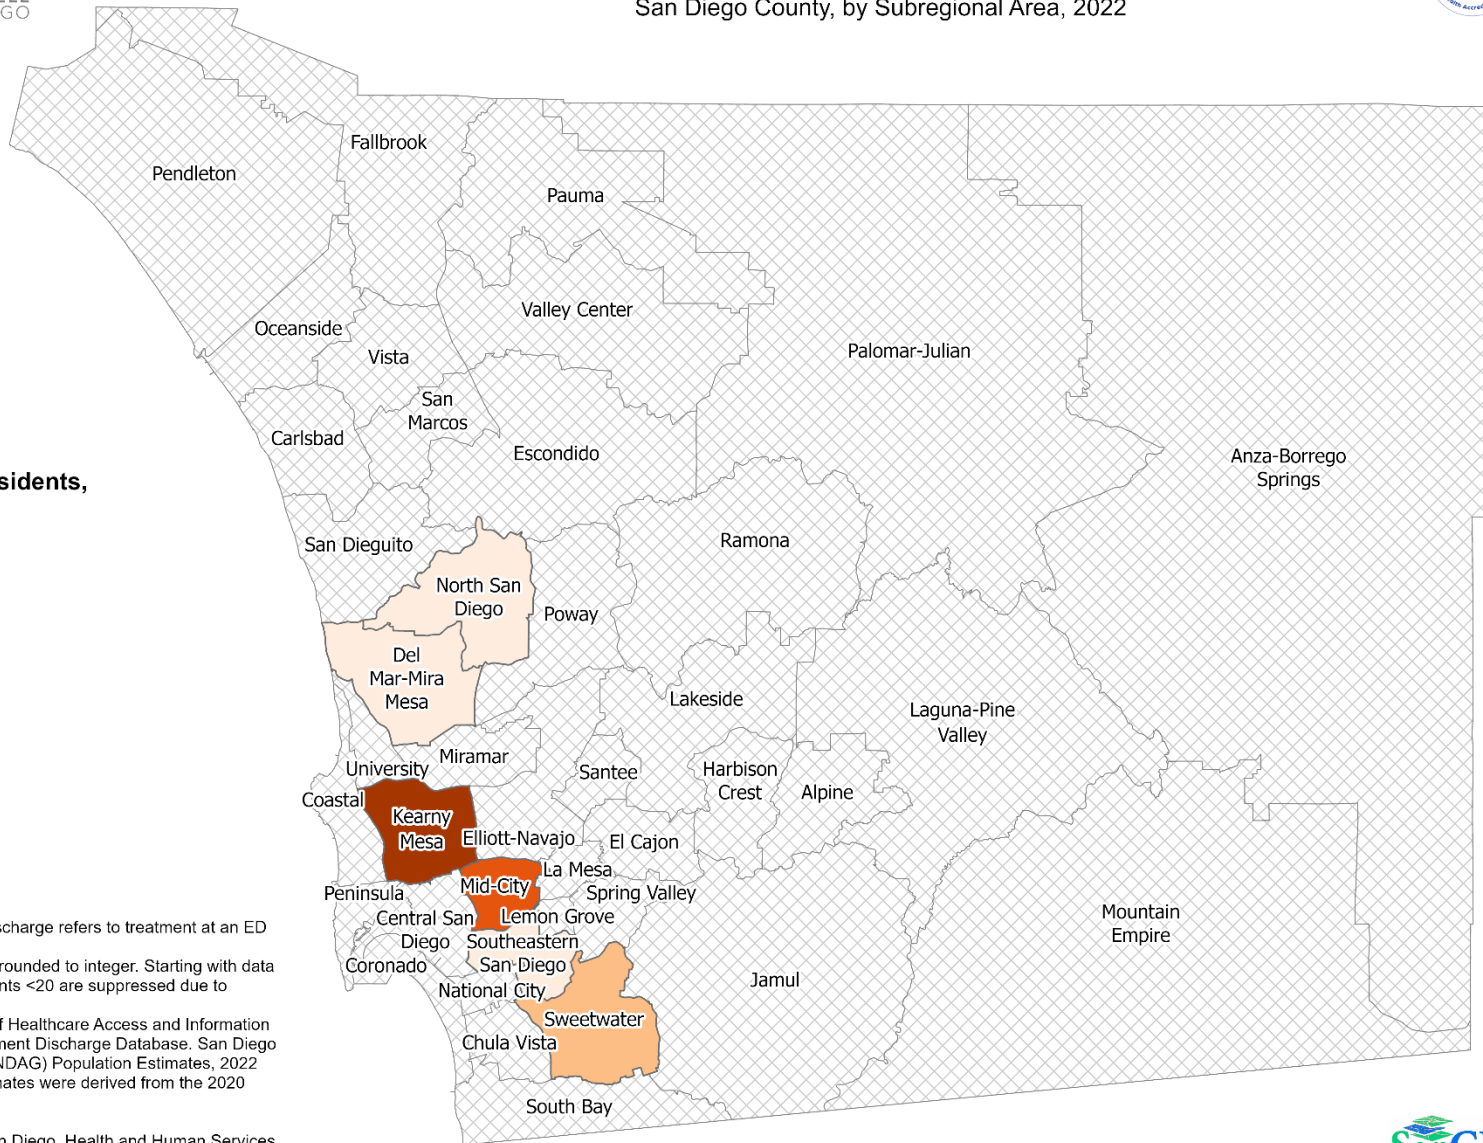 GO
San Diego County, by Subregional Area, 2022
Fallbrook
Pendleton
Pauma
Valley Center
Oceanside
Vista
Palomar-Julian
San
Marcos
Carlsbad
Escondido
Anza-Borrego
Springs
sidents,
San Dieguito
Ramona
North San
Diego
Poway
Del
Mar-Mira
Mesa
Lakeside
Laguna-Pine
Valley
Miramar
University
Santee
Harbison
Crest
Alpine
Coastal
Kearny
Mesa
Elliott-Navajo
El Cajon
La Mesa
Mid-City
Peninsula
Spring Valley
Central San
Diego
Lemon Grove
Mountain
Empire
Southeastern
San Diego
Coronado
Jamul
National City
Sweetwater
Chula Vista
South Bay
scharge refers to treatment at an ED
rounded to integer. Starting with data
nts <20 are suppressed due to
f Healthcare Access and Information
ment Discharge Database. San Diego
NDAG) Population Estimates, 2022
mates were derived from the 2020
n Diego, Health and Human Services